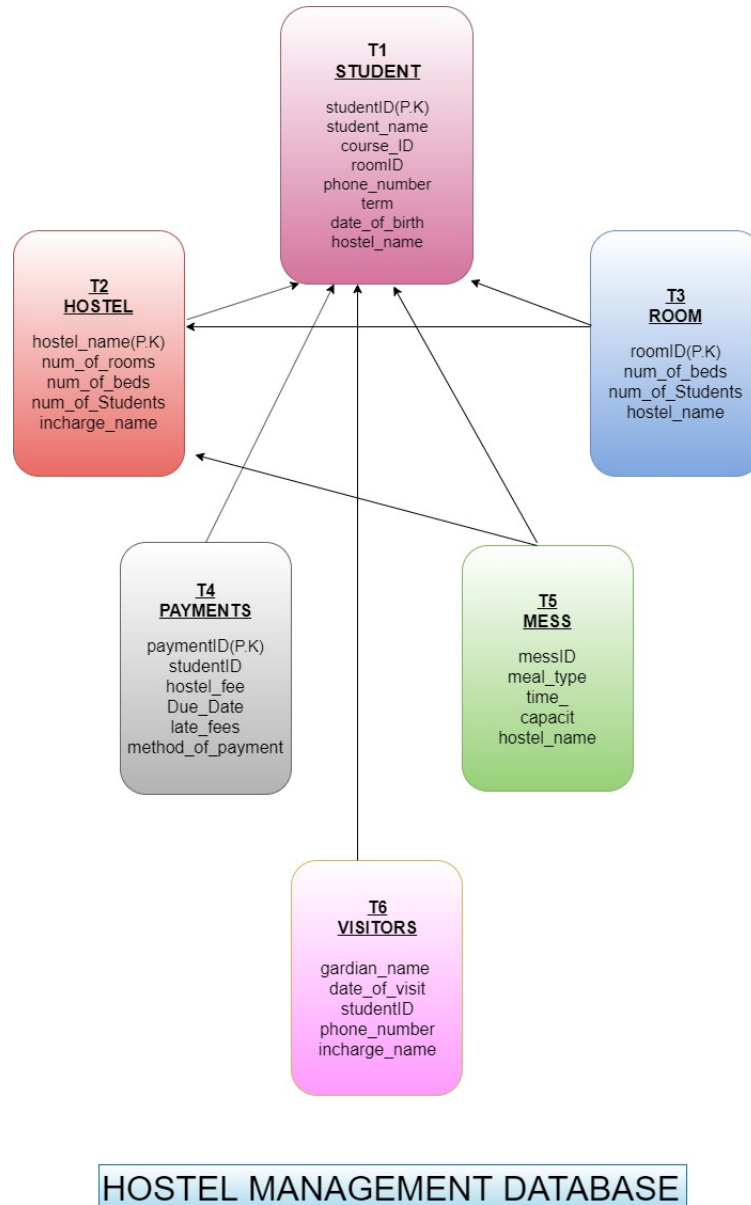 T1
STUDENT
studentID(P.K)
student_name
course_ID
roomID
phone_number
term
date_of_birth
hostel_name
T2
HOSTEL
hostel_name(P.K)
num_of_rooms
num_of_beds
num_of_Students
incharge_name
T3
ROOM
roomID(P.K)
num_of_beds
num_of_Students
hostel_name
T4
PAYMENTS
paymentID(P.K)
studentID
hostel_fee
Due_Date
late_fees
method_of_payment
T5
MESS
messID
meal_type
time_
capacit
hostel_name
T6
VISITORS
gardian_name
date_of_visit
studentID
phone_number
incharge_name
HOSTEL MANAGEMENT DATABASE